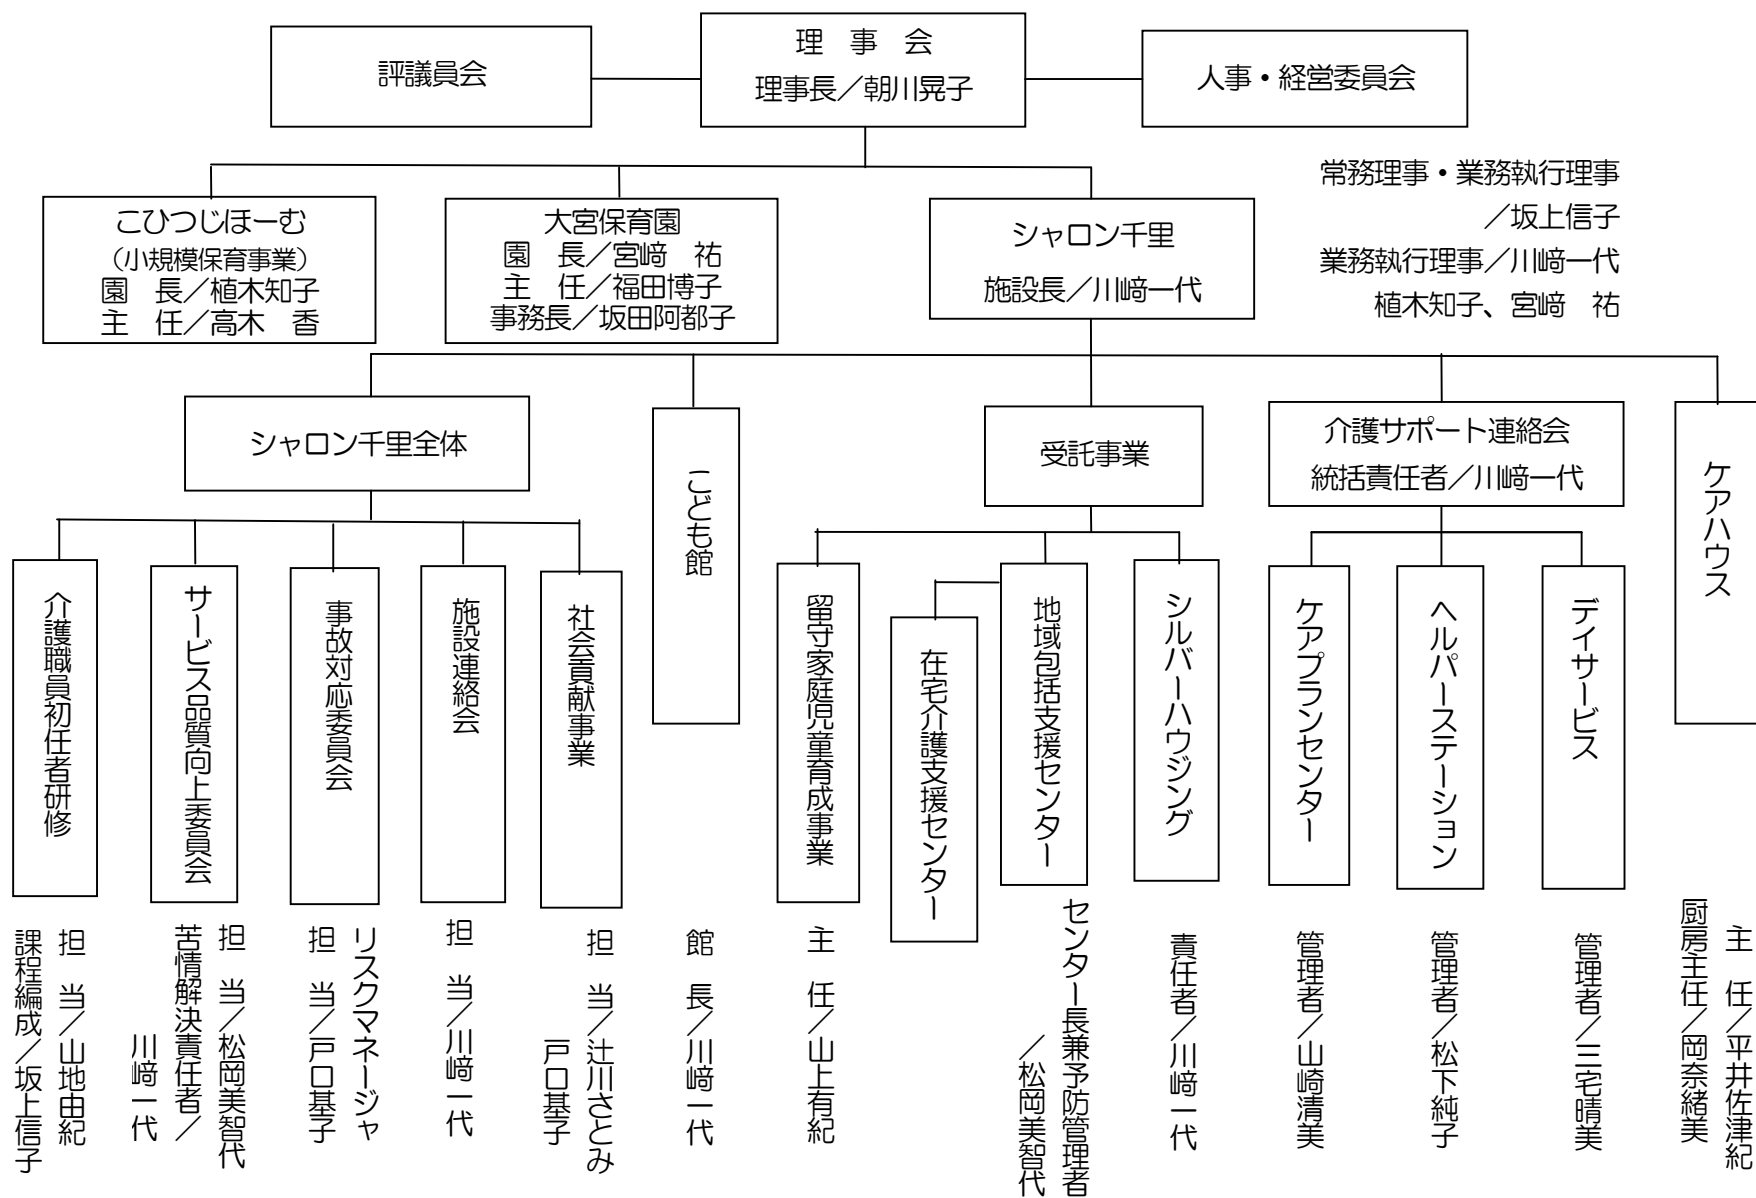 評議員会
理　事　会
理事長／朝川晃子
人事・経営委員会
常務理事・業務執行理事
／坂上信子
業務執行理事／川﨑一代
植木知子、宮﨑　祐
こひつじほーむ
（小規模保育事業）
園　長／植木知子
主　任／高木　香
大宮保育園
園　長／宮﨑　祐
主　任／福田博子
事務長／坂田阿都子
シャロン千里
施設長／川﨑一代
シャロン千里全体
こども館
受託事業
介護サポート連絡会
統括責任者／川﨑一代
ケアハウス
介護職員初任者研修
サービス品質向上委員会
事故対応委員会
施設連絡会
社会貢献事業
留守家庭児童育成事業
在宅介護支援センター
地域包括支援センター
シルバーハウジング
ケアプランセンター
ヘルパーステーション
デイサービス
担　当／山地由紀
課程編成／坂上信子
担　当／松岡美智代
苦情解決責任者／
川﨑一代
リスクマネージャ
担　当／戸口基子
担　当／川﨑一代
担　当／辻川さとみ
戸口基子
館　長／川﨑一代
主　任／山上有紀
センター長兼予防管理者
／松岡美智代
責任者／川﨑一代
管理者／山崎清美
管理者／松下純子
管理者／三宅晴美
主　任／平井佐津紀
厨房主任／岡奈緒美